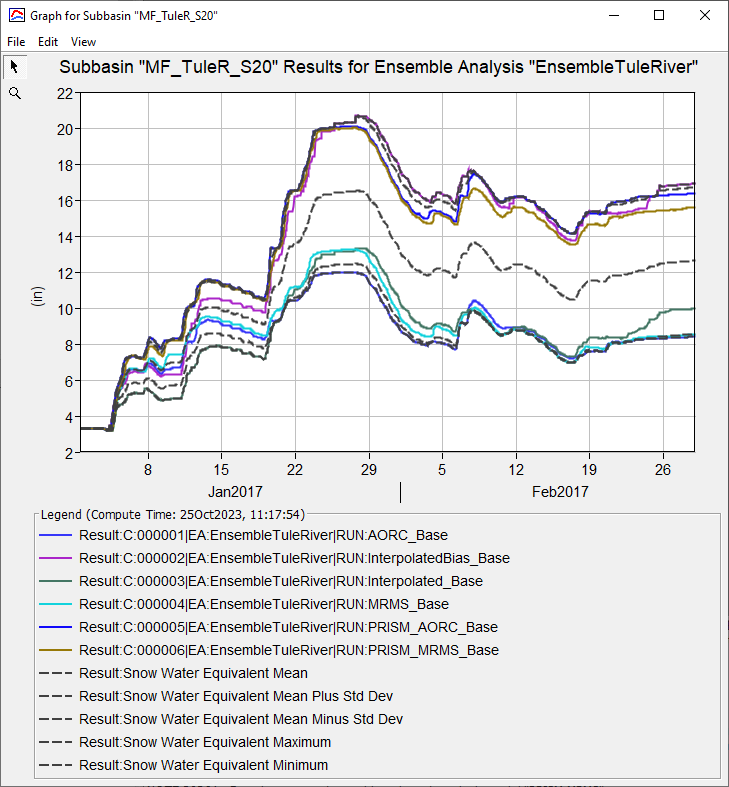 Graph for Subbasin "MF_TuleR_S20"
File Edit View
Subbasin "MF_TuleR_S20" Results for Ensemble Analysis "EnsembleTuleRiver"
22
20
18
16
14
12
10
8
6
4
2
(in)
8 15 22 29 5 12 19 26
Jan2017 Feb2017
Legend (Compute Time: 25Oct2023, 11:17:54)
Result:C:000001|EA:EnsembleTuleRiver|RUN:AORC_Base
Result:C:000002|EA:EnsembleTuleRiver|RUN:InterpolatedBias_Base
Result:C:000003|EA:EnsembleTuleRiver|RUN:Interpolated_Base
Result:C:000004|EA:EnsembleTuleRiver|RUN:MRMS_Base
Result:C:000005|EA:EnsembleTuleRiver|RUN:PRISM_AORC_Base
Result:C:000006|EA:EnsembleTuleRiver|RUN:PRISM_MRMS_Base
Result:Snow Water Equivalent Mean
Result:Snow Water Equivalent Mean Plus Std Dev
Result:Snow Water Equivalent Mean Minus Std Dev
Result:Snow Water Equivalent Maximum
Result:Snow Water Equivalent Minimum